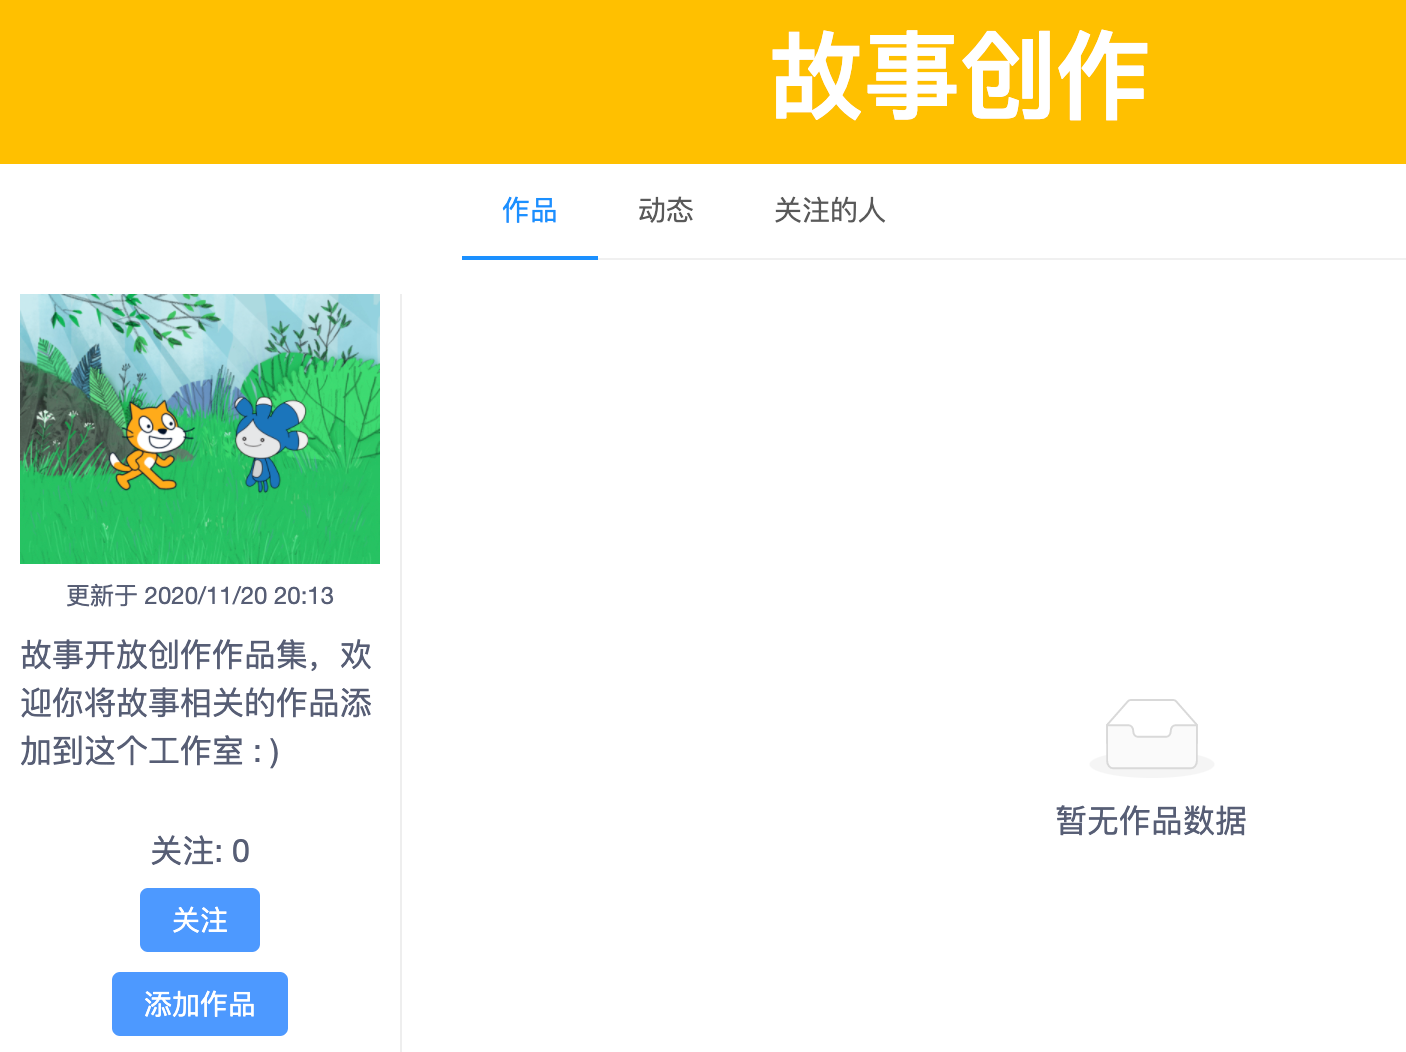 故事创作
作品
动态
关注的人
更新于 2020/11/20 20:13
故事开放创作作品集，欢
迎你将故事相关的作品添
加到这个工作室 : )
关注: 0
关注
添加作品
暂无作品数据